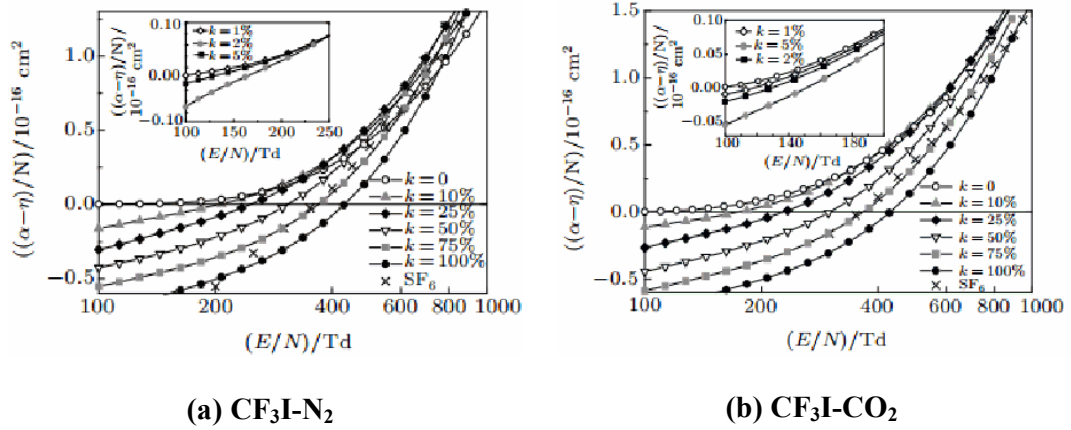 ((α−η)/N)/10⁻¹⁶ cm²
1.0
0.5
0.0
−0.5
100
200
400
600
800
1000
(E/N)/Td
k = 0
k = 10%
k = 25%
k = 50%
k = 75%
k = 100%
SF₆
((α−η)/N)/
10⁻¹⁶ cm²
0.10
0.00
−0.10
k = 1%
k = 2%
k = 5%
100
150
200
250
(E/N)/Td
(a) CF₃I-N₂
((α−η)/N)/10⁻¹⁶ cm²
1.5
1.0
0.5
0.0
−0.5
100
200
400
600
800
1000
(E/N)/Td
k = 0
k = 10%
k = 25%
k = 50%
k = 75%
k = 100%
SF₆
((α−η)/N)/
10⁻¹⁶ cm²
0.10
0.05
0.00
−0.05
k = 1%
k = 5%
k = 2%
100
140
180
(E/N)/Td
(b) CF₃I-CO₂